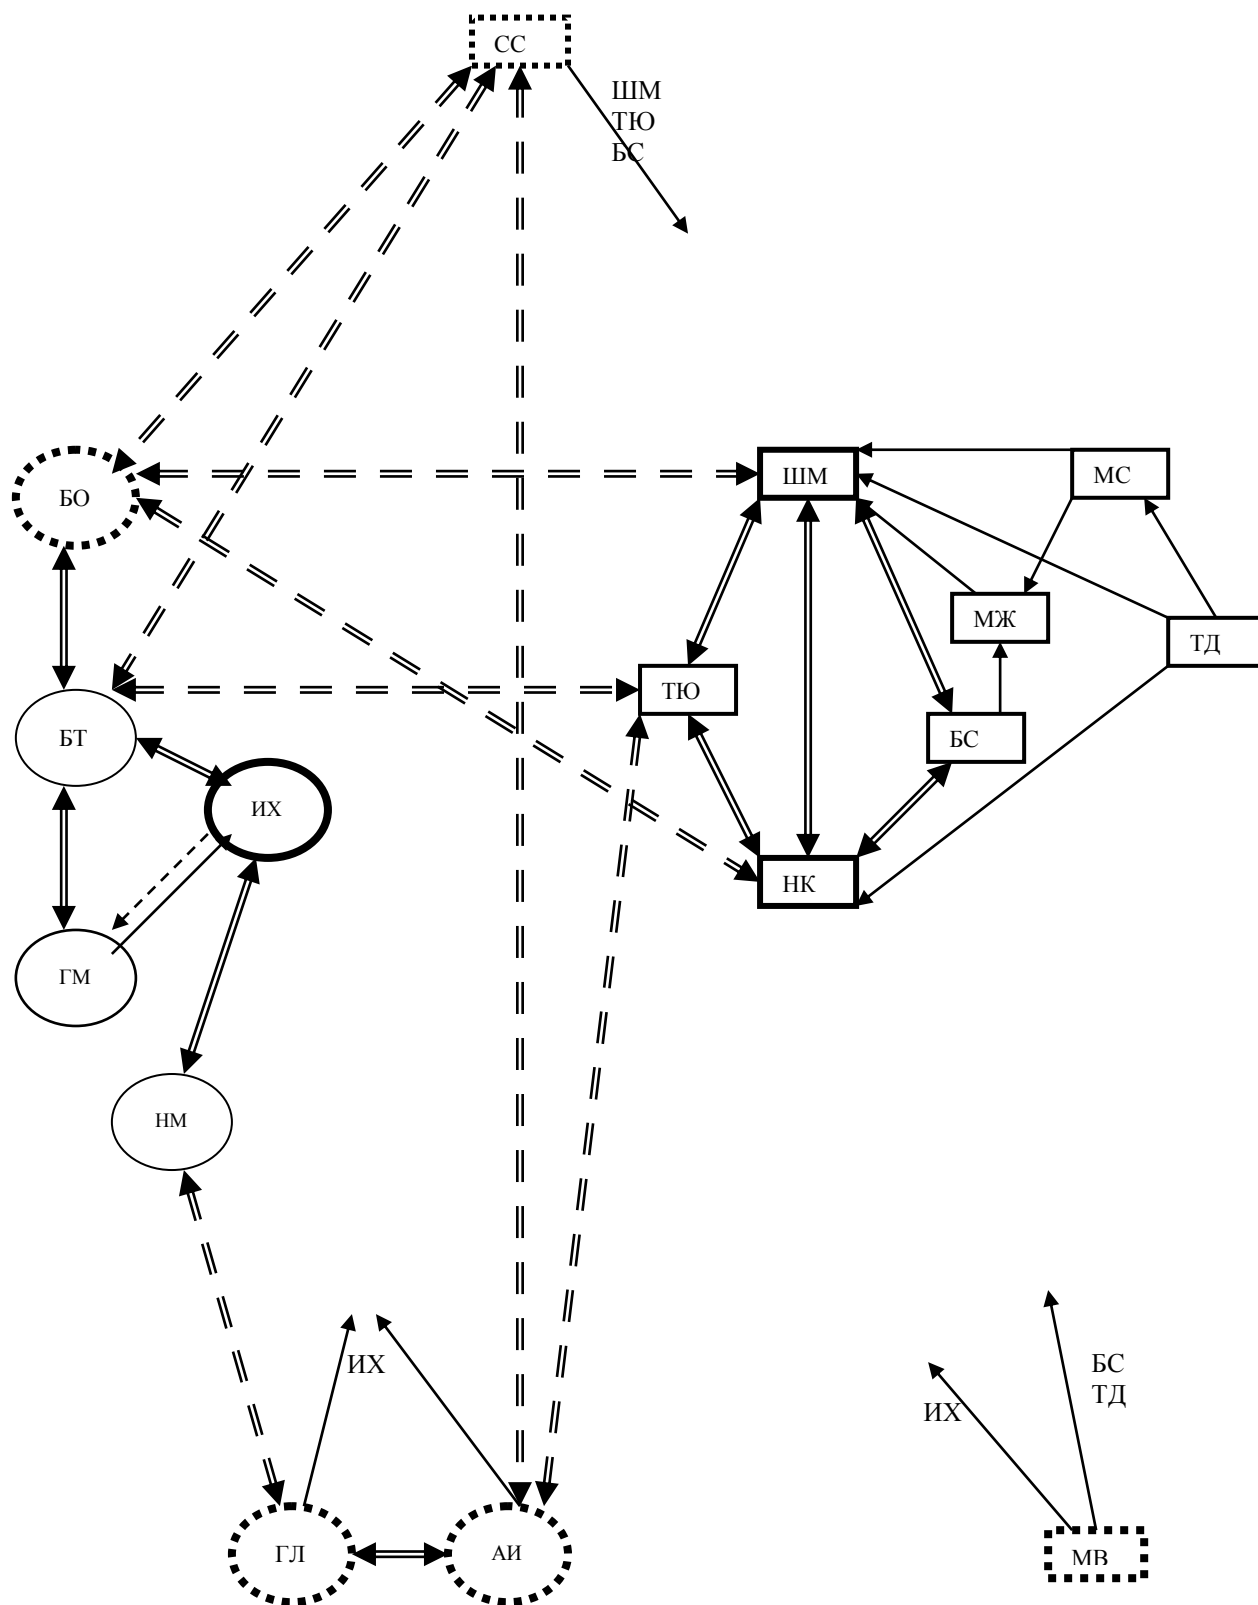 СС
ШМ
ТЮ
БС
БО
ШМ
МС
МЖ
ТД
ТЮ
БС
БТ
ИХ
НК
ГМ
НМ
ИХ
БС
ТД
ИХ
ГЛ
АИ
МВ